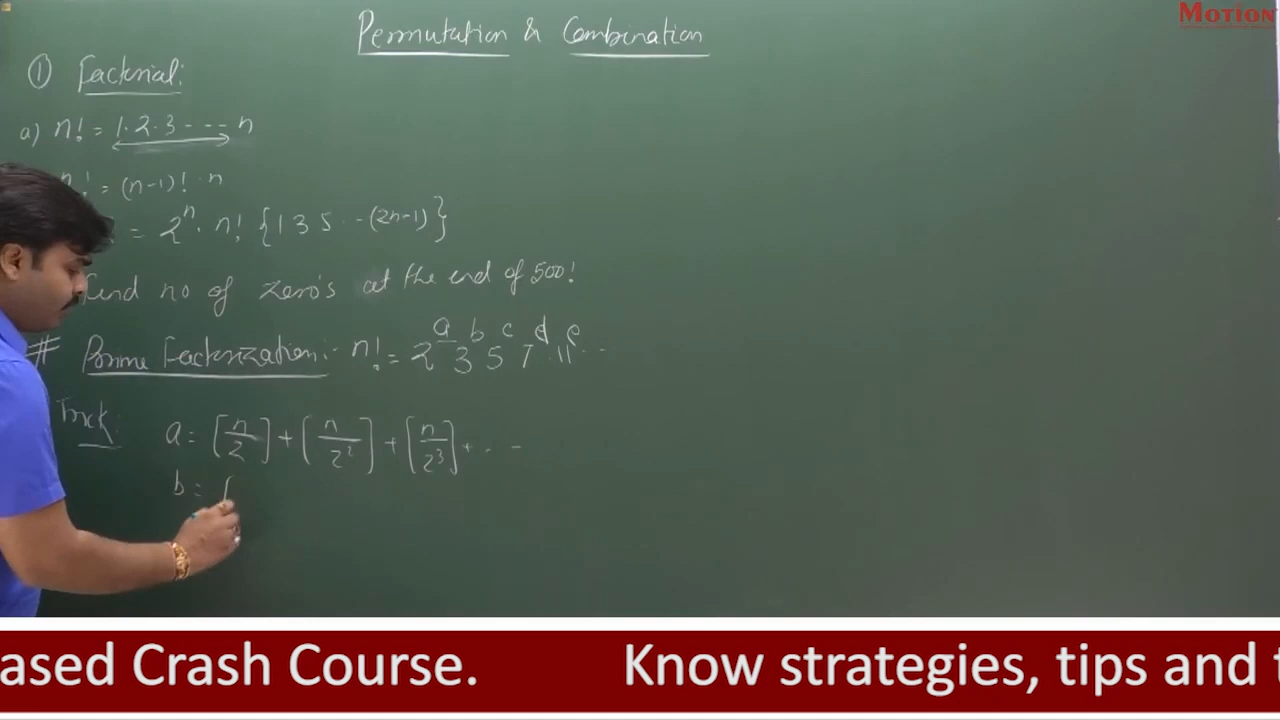 MOTION
Permutation & Combination
① Factorial:
a) n! = 1·2·3 - - - - n
n! = (n-1)! · n
! = 2ⁿ · n! {1 3 5 · - (2n-1)}
find no of zero's at the end of 500!
# Prime Factorization:- n! = 2ᵃ 3ᵇ 5ᶜ 7ᵈ · 11ᵉ - -
Trick: a = [n/2] + [n/2²] + [n/2³] + · · -
b = [
ased Crash Course. Know strategies, tips and t